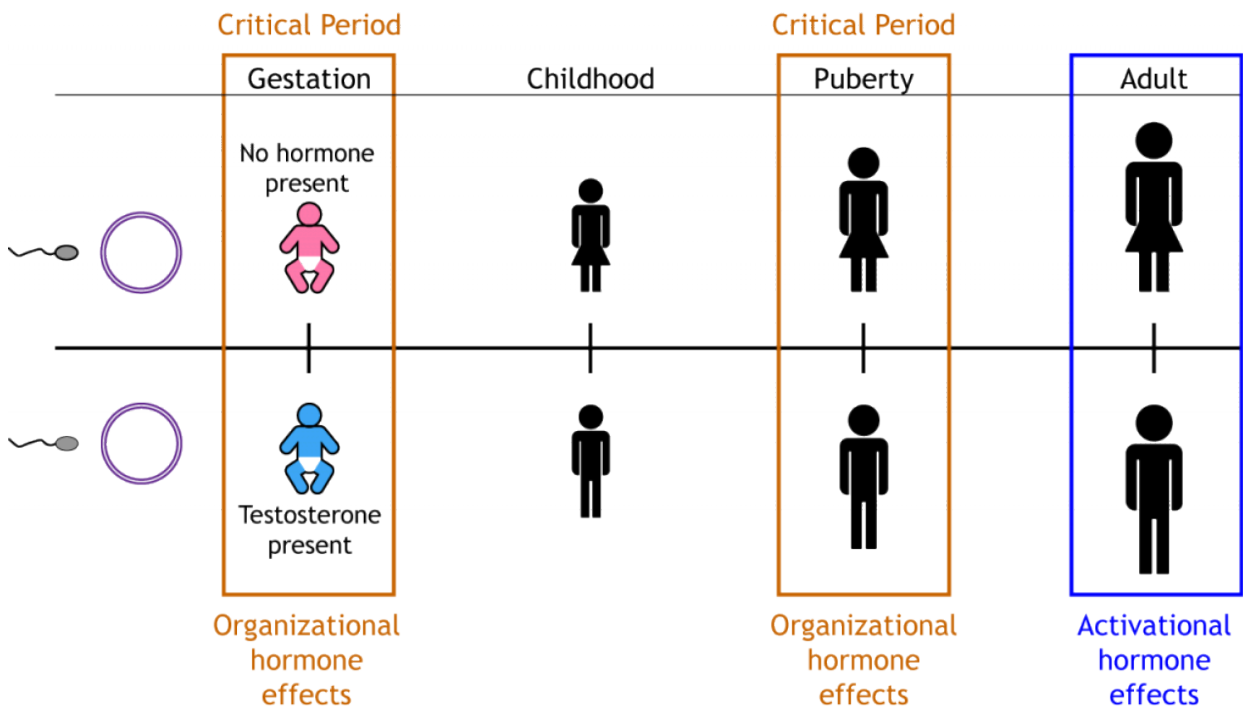 Critical Period
Critical Period
Gestation
Childhood
Puberty
Adult
No hormone
present
Testosterone
present
Organizational
hormone
effects
Organizational
hormone
effects
Activational
hormone
effects